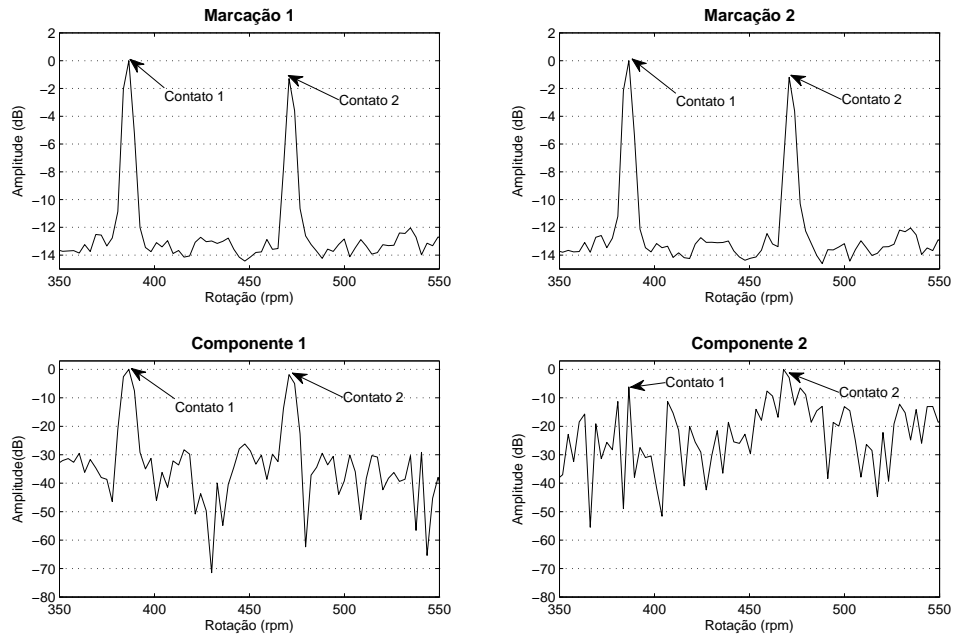 Marcação 1
2
0
−2
−4
−6
−8
−10
−12
−14
350
400
450
500
550
Rotação (rpm)
Amplitude (dB)
Contato 1
Contato 2
Marcação 2
2
0
−2
−4
−6
−8
−10
−12
−14
350
400
450
500
550
Rotação (rpm)
Amplitude (dB)
Contato 1
Contato 2
Componente 1
0
−10
−20
−30
−40
−50
−60
−70
−80
350
400
450
500
550
Rotação (rpm)
Amplitude(dB)
Contato 1
Contato 2
Componente 2
0
−10
−20
−30
−40
−50
−60
−70
−80
350
400
450
500
550
Rotação (rpm)
Amplitude (dB)
Contato 1
Contato 2